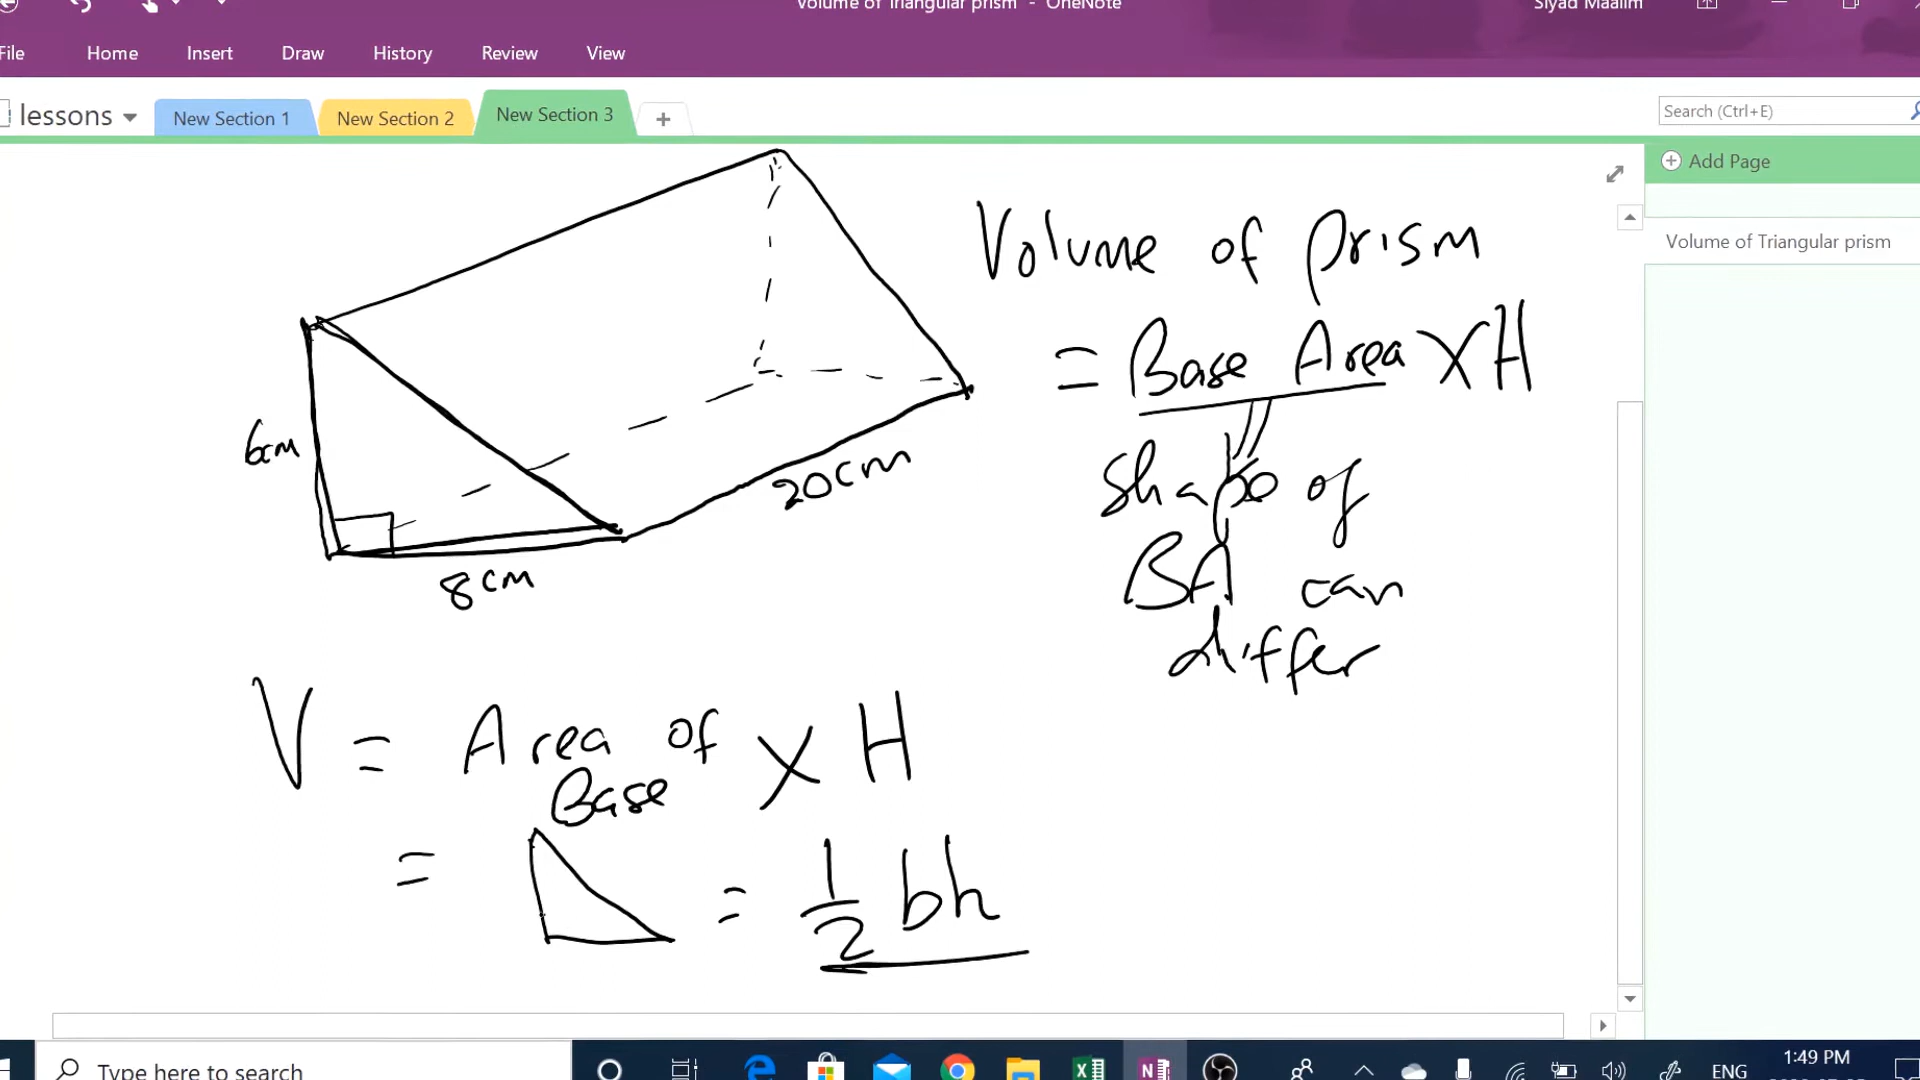 Volume of Triangular prism - OneNote
Siyad Maalim
File Home Insert Draw History Review View
lessons New Section 1 New Section 2 New Section 3 +
Search (Ctrl+E)
Add Page
Volume of Triangular prism
Volume of prism
= Base Area X H
shape of
BA can
differ
6cm
20cm
8cm
V = Area of X H
Base
= = 1/2 bh
Type here to search
ENG
1:49 PM